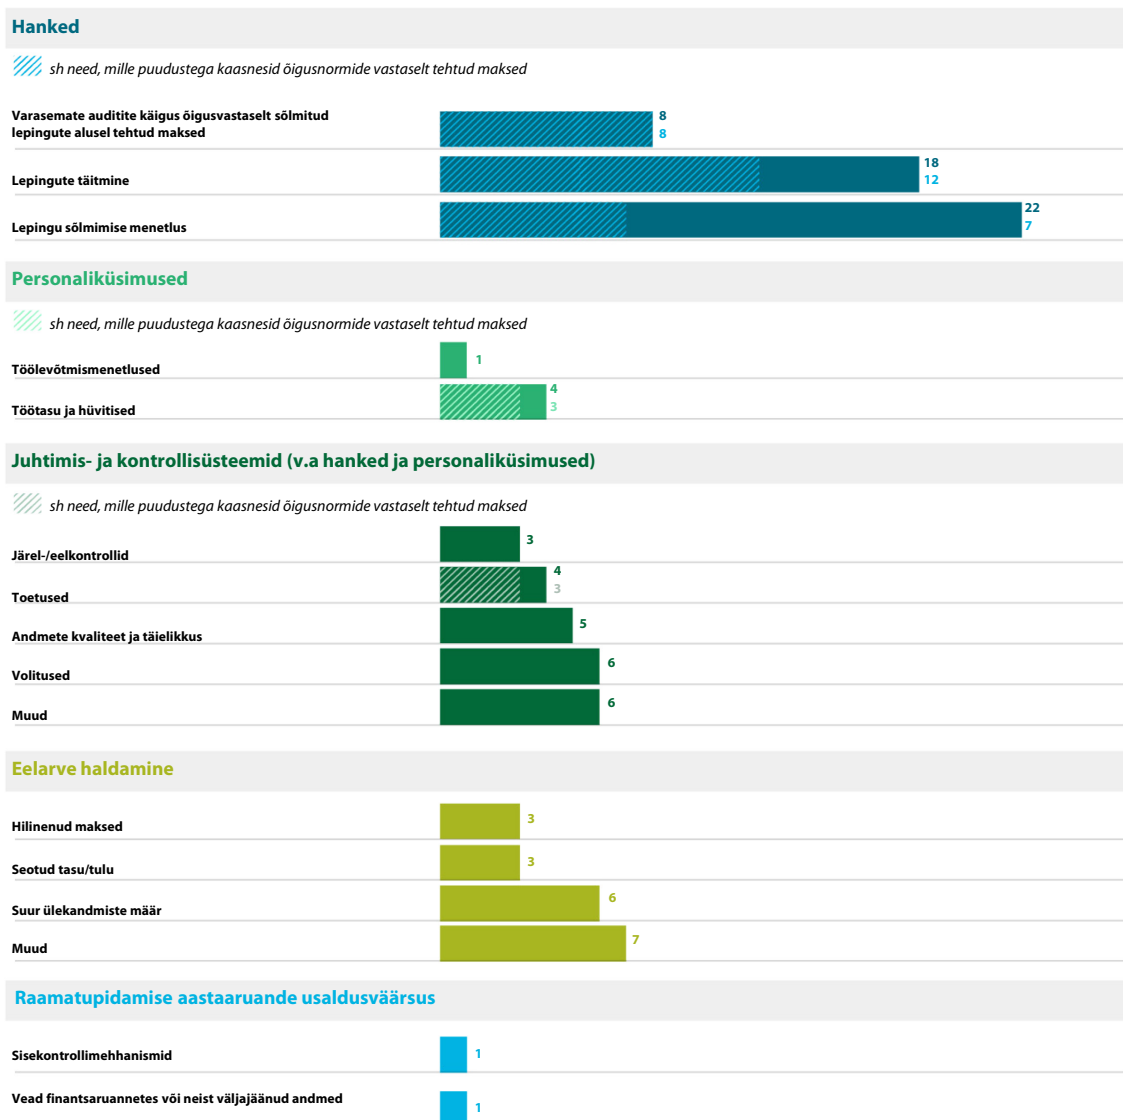 Hanked
sh need, mille puudustega kaasnesid õigusnormide vastaselt tehtud maksed
Varasemate auditite käigus õigusvastaselt sõlmitud
lepingute alusel tehtud maksed
8
8
Lepingute täitmine
18
12
Lepingu sõlmimise menetlus
22
7
Personaliküsimused
sh need, mille puudustega kaasnesid õigusnormide vastaselt tehtud maksed
Töölevõtmismenetlused
1
Töötasu ja hüvitised
4
3
Juhtimis- ja kontrollisüsteemid (v.a hanked ja personaliküsimused)
sh need, mille puudustega kaasnesid õigusnormide vastaselt tehtud maksed
Järel-/eelkontrollid
3
Toetused
4
3
Andmete kvaliteet ja täielikkus
5
Volitused
6
Muud
6
Eelarve haldamine
Hilinenud maksed
3
Seotud tasu/tulu
3
Suur ülekandmiste määr
6
Muud
7
Raamatupidamise aastaaruande usaldusväärsus
Sisekontrollimehhanismid
1
Vead finantsaruannetes või neist väljajäänud andmed
1